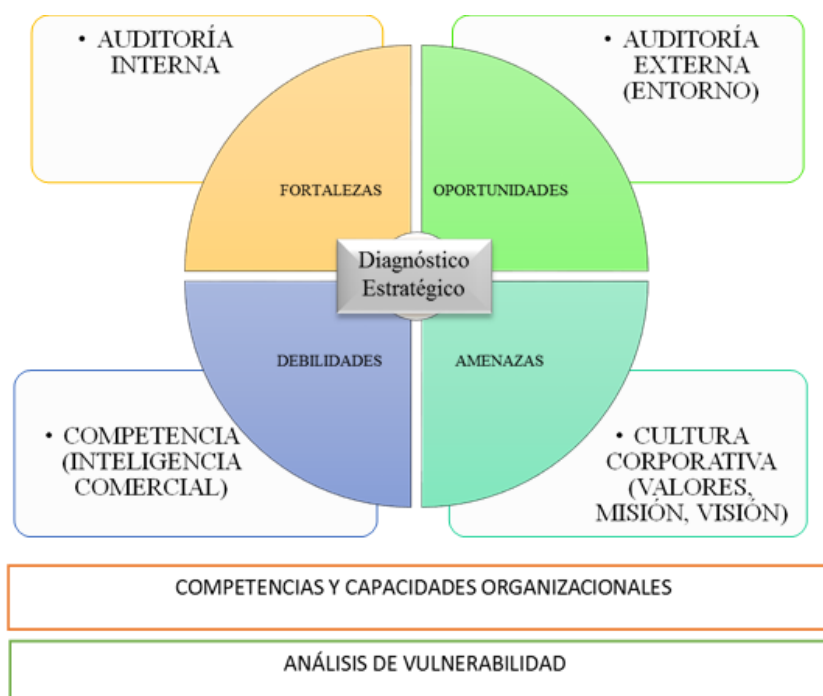 • AUDITORÍA
INTERNA
• AUDITORÍA
EXTERNA
(ENTORNO)
FORTALEZAS
OPORTUNIDADES
Diagnóstico
Estratégico
DEBILIDADES
AMENAZAS
• COMPETENCIA
(INTELIGENCIA
COMERCIAL)
• CULTURA
CORPORATIVA
(VALORES,
MISIÓN, VISIÓN)
COMPETENCIAS Y CAPACIDADES ORGANIZACIONALES
ANÁLISIS DE VULNERABILIDAD